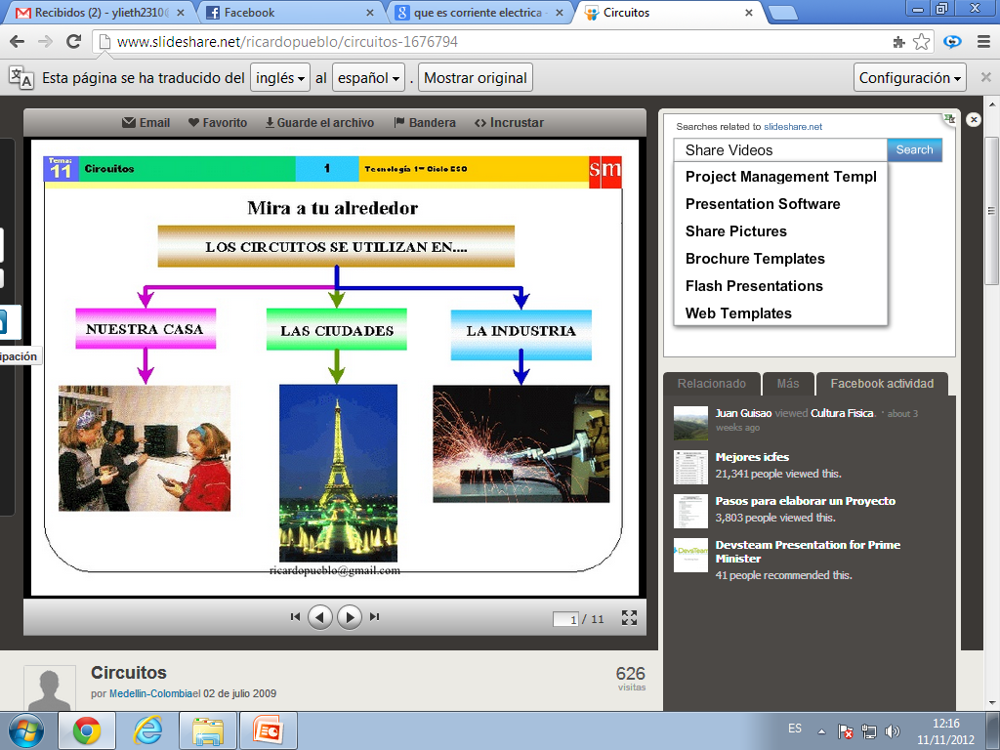 Recibidos (2) - ylieth2310@
Facebook
que es corriente electrica -
Circuitos
www.slideshare.net/ricardopueblo/circuitos-1676794
Esta página se ha traducido del inglés al español . Mostrar original
Configuración
Email Favorito Guarde el archivo Bandera Incrustar
Tema: 11 Circuitos 1 Tecnología 1er Ciclo ESO sm
Mira a tu alrededor
LOS CIRCUITOS SE UTILIZAN EN....
NUESTRA CASA LAS CIUDADES LA INDUSTRIA
ricardopueblo@gmail.com
1 / 11
ipación
Circuitos
por Medellin-Colombiael 02 de julio 2009
626
visitas
Searches related to slideshare.net
Share Videos Search
Project Management Templ
Presentation Software
Share Pictures
Brochure Templates
Flash Presentations
Web Templates
Relacionado Más Facebook actividad
Juan Guisao viewed Cultura Fisica. · about 3
weeks ago
Mejores icfes
21,341 people viewed this.
Pasos para elaborar un Proyecto
3,803 people viewed this.
Devsteam Presentation for Prime
Minister
41 people recommended this.
ES
12:16
11/11/2012